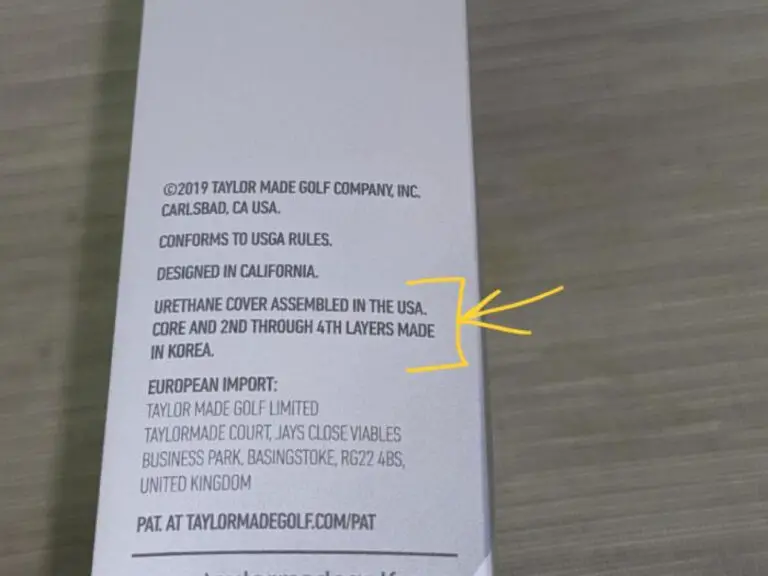 ©2019 TAYLOR MADE GOLF COMPANY, INC.
CARLSBAD, CA USA.
CONFORMS TO USGA RULES.
DESIGNED IN CALIFORNIA.
URETHANE COVER ASSEMBLED IN THE USA.
CORE AND 2ND THROUGH 4TH LAYERS MADE
IN KOREA.
EUROPEAN IMPORT:
TAYLOR MADE GOLF LIMITED
TAYLORMADE COURT, JAYS CLOSE VIABLES
BUSINESS PARK, BASINGSTOKE, RG22 4BS,
UNITED KINGDOM
PAT. AT TAYLORMADEGOLF.COM/PAT